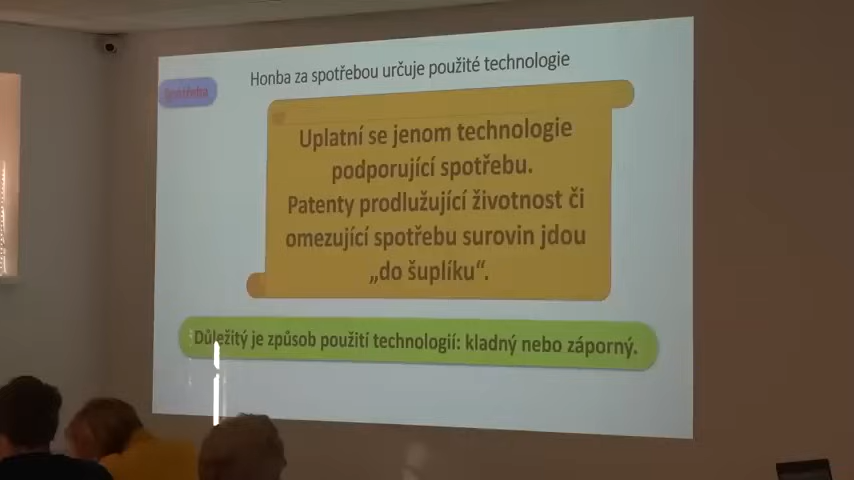 Honba za spotřebou určuje použité technologie
Spotřeba
Uplatní se jenom technologie
podporující spotřebu.
Patenty prodlužující životnost či
omezující spotřebu surovin jdou
„do šuplíku“.
Důležitý je způsob použití technologií: kladný nebo záporný.